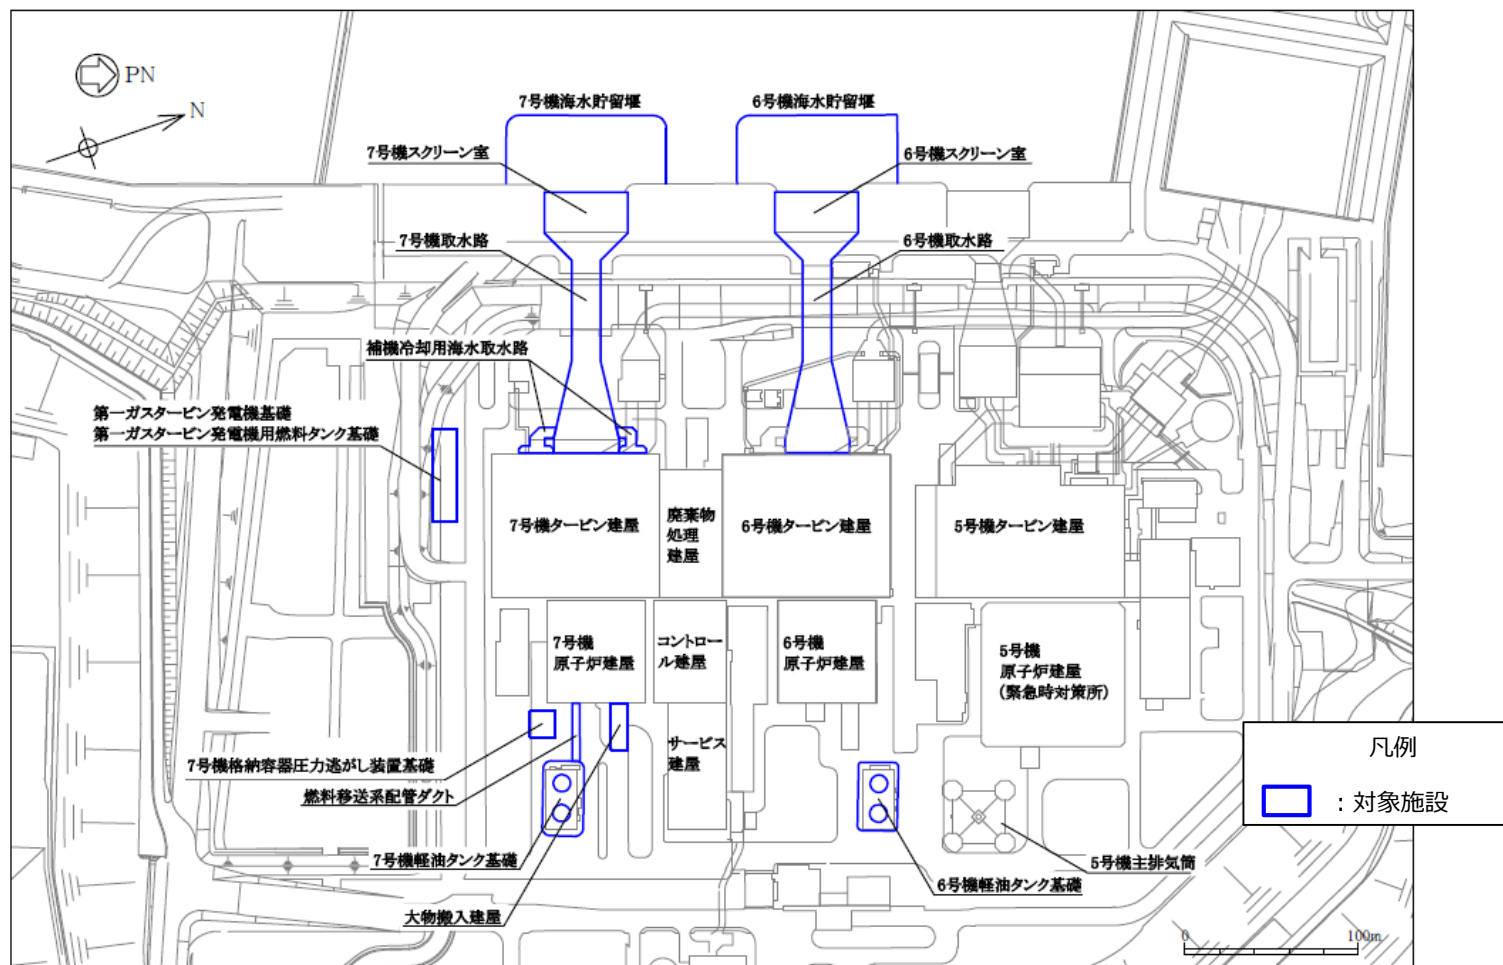 PN
N
7号機海水貯留堰
6号機海水貯留堰
7号機スクリーン室
6号機スクリーン室
7号機取水路
6号機取水路
補機冷却用海水取水路
第一ガスタービン発電機基礎
第一ガスタービン発電機用燃料タンク基礎
7号機タービン建屋
廃棄物
処理
建屋
6号機タービン建屋
5号機タービン建屋
7号機
原子炉建屋
コントロー
ル建屋
6号機
原子炉建屋
5号機
原子炉建屋
(緊急時対策所)
サービス
建屋
7号機格納容器圧力逃がし装置基礎
燃料移送系配管ダクト
7号機軽油タンク基礎
大物搬入建屋
6号機軽油タンク基礎
5号機主排気筒
凡例
：対象施設
0
100m